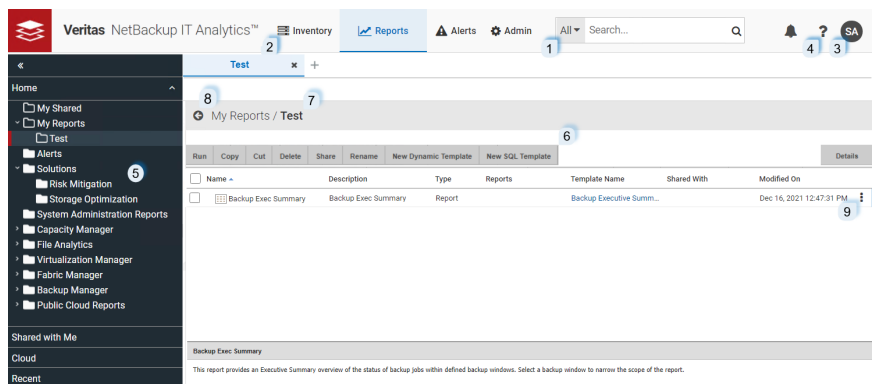 Veritas NetBackup IT Analytics™ Inventory Reports Alerts Admin All Search... SA
2 1 4 3
« Test × +
Home
8 7
My Shared
My Reports
Test
Alerts
Solutions
Risk Mitigation
Storage Optimization
System Administration Reports
Capacity Manager
File Analytics
Virtualization Manager
Fabric Manager
Backup Manager
Public Cloud Reports
5
Shared with Me
Cloud
Recent
My Reports / Test
6
Run Copy Cut Delete Share Rename New Dynamic Template New SQL Template Details
Name Description Type Reports Template Name Shared With Modified On
Backup Exec Summary Backup Exec Summary Report Backup Executive Summ... Dec 16, 2021 12:47:31 PM
9
Backup Exec Summary
This report provides an Executive Summary overview of the status of backup jobs within defined backup windows. Select a backup window to narrow the scope of the report.